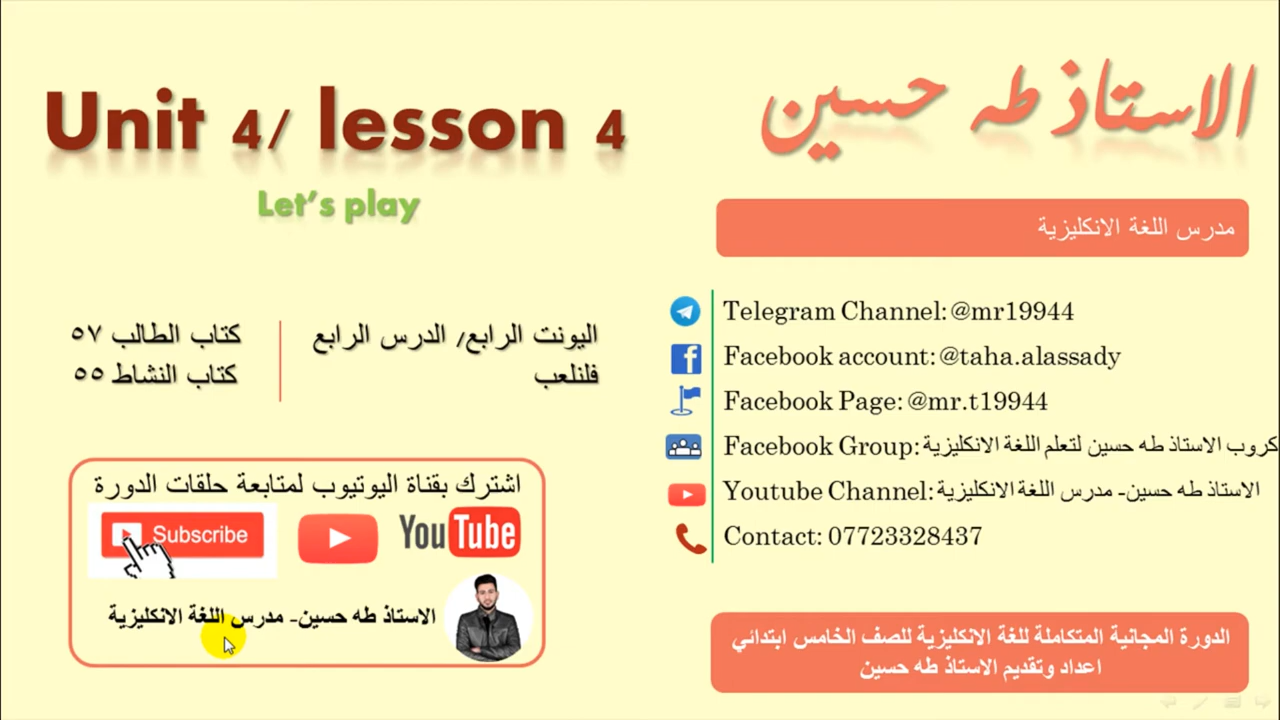 Unit 4/ lesson 4
Let's play
الاستاذ طه حسين
مدرس اللغة الانكليزية
اليونت الرابع/ الدرس الرابع
فلنلعب
كتاب الطالب ٥٧
كتاب النشاط ٥٥
Telegram Channel: @mr19944
Facebook account: @taha.alassady
Facebook Page: @mr.t19944
Facebook Group: كروب الاستاذ طه حسين لتعلم اللغة الانكليزية
Youtube Channel: الاستاذ طه حسين- مدرس اللغة الانكليزية
Contact: 07723328437
اشترك بقناة اليوتيوب لمتابعة حلقات الدورة
Subscribe
YouTube
الاستاذ طه حسين- مدرس اللغة الانكليزية
الدورة المجانية المتكاملة للغة الانكليزية للصف الخامس ابتدائي
اعداد وتقديم الاستاذ طه حسين